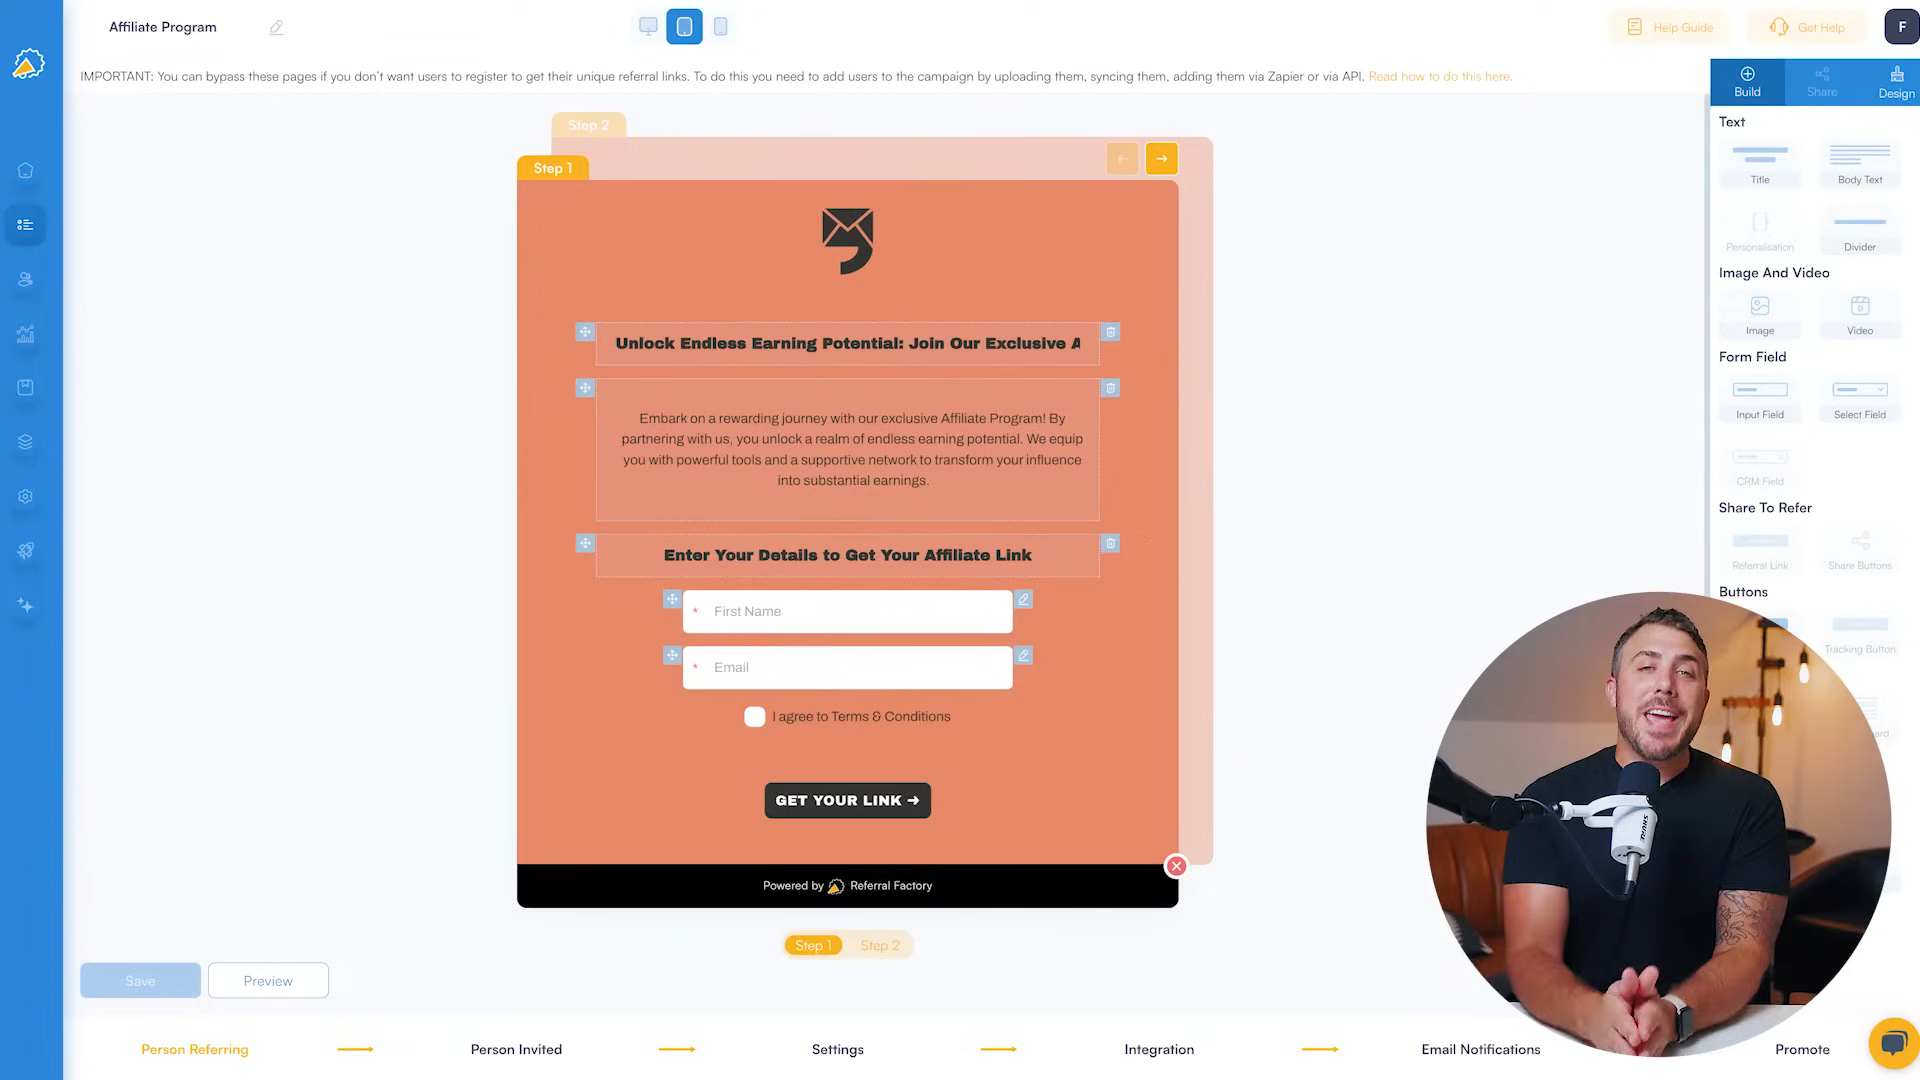 Affiliate Program
Help Guide
Get Help
F
IMPORTANT: You can bypass these pages if you don't want users to register to get their unique referral links. To do this you need to add users to the campaign by uploading them, syncing them, adding them via Zapier or via API. Read how to do this here.
Build
Share
Design
Step 2
Step 1
Text
Title
Body Text
Personalisation
Divider
Image And Video
Image
Video
Form Field
Input Field
Select Field
CRM Field
Share To Refer
Referral Link
Share Buttons
Buttons
Tracking Button
Unlock Endless Earning Potential: Join Our Exclusive A
Embark on a rewarding journey with our exclusive Affiliate Program! By
partnering with us, you unlock a realm of endless earning potential. We equip
you with powerful tools and a supportive network to transform your influence
into substantial earnings.
Enter Your Details to Get Your Affiliate Link
* First Name
* Email
I agree to Terms & Conditions
GET YOUR LINK →
Powered by Referral Factory
Step 1
Step 2
Save
Preview
SHURE
Person Referring
Person Invited
Settings
Integration
Email Notifications
Promote